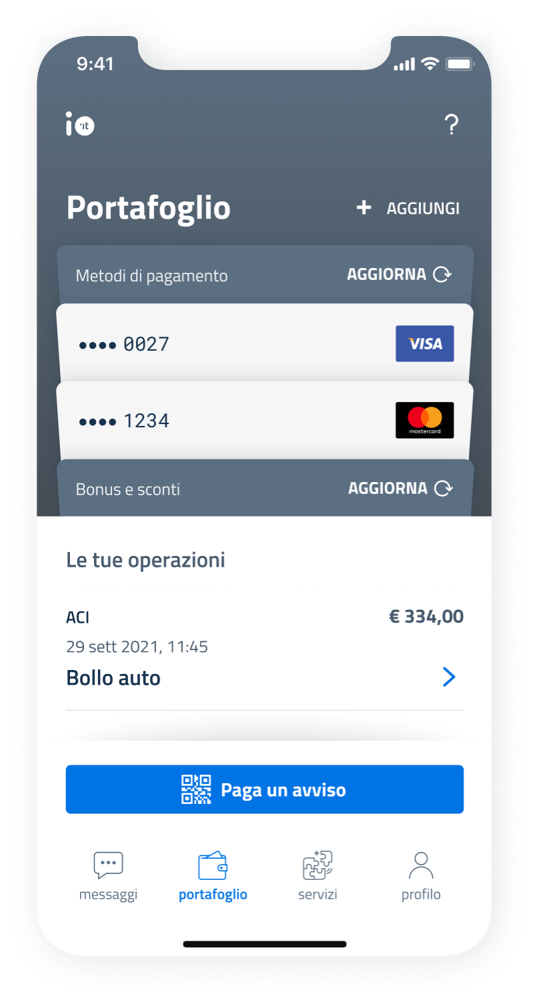 9:41
io it
?
Portafoglio + AGGIUNGI
Metodi di pagamento AGGIORNA
•••• 0027 VISA
•••• 1234 mastercard
Bonus e sconti AGGIORNA
Le tue operazioni
ACI € 334,00
29 sett 2021, 11:45
Bollo auto
Paga un avviso
messaggi portafoglio servizi profilo